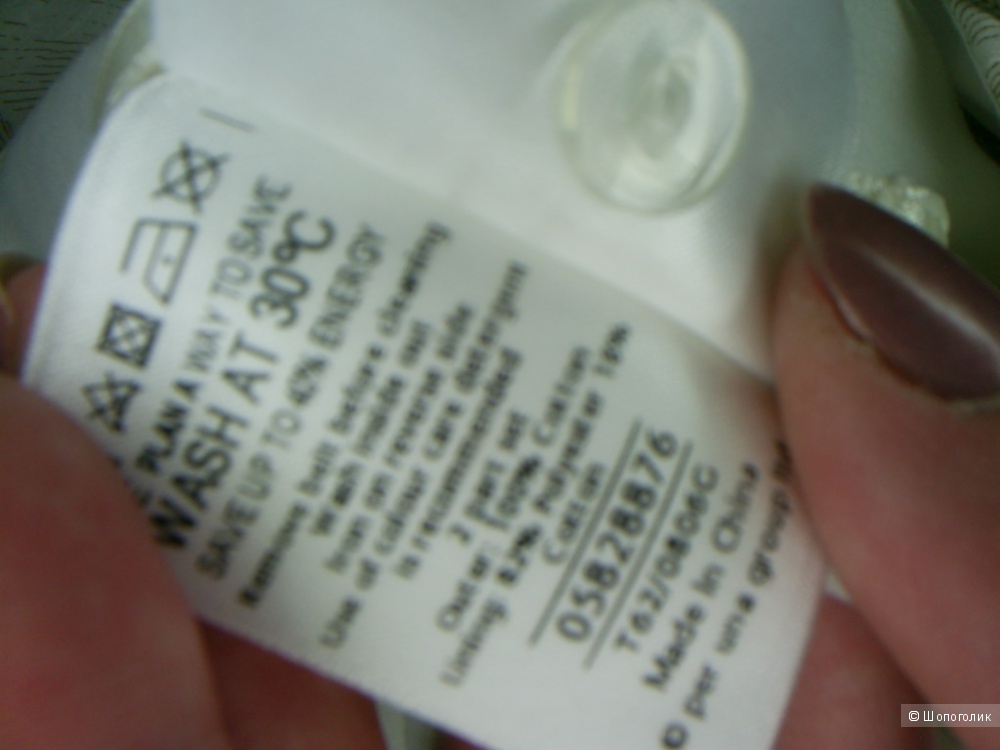 PLAN A WAY TO SAVE
WASH AT 30°C
SAVE UP TO 40% ENERGY
Remove belt before cleaning
Wash inside out
Iron on reverse side
Use of colour care detergent
is recommended
2 part set
Outer: 100% Cotton
Lining: 82% Polyester 18%
Cotton
05828876
T62/0806G
Made in China
© per una group
© Шопоголик